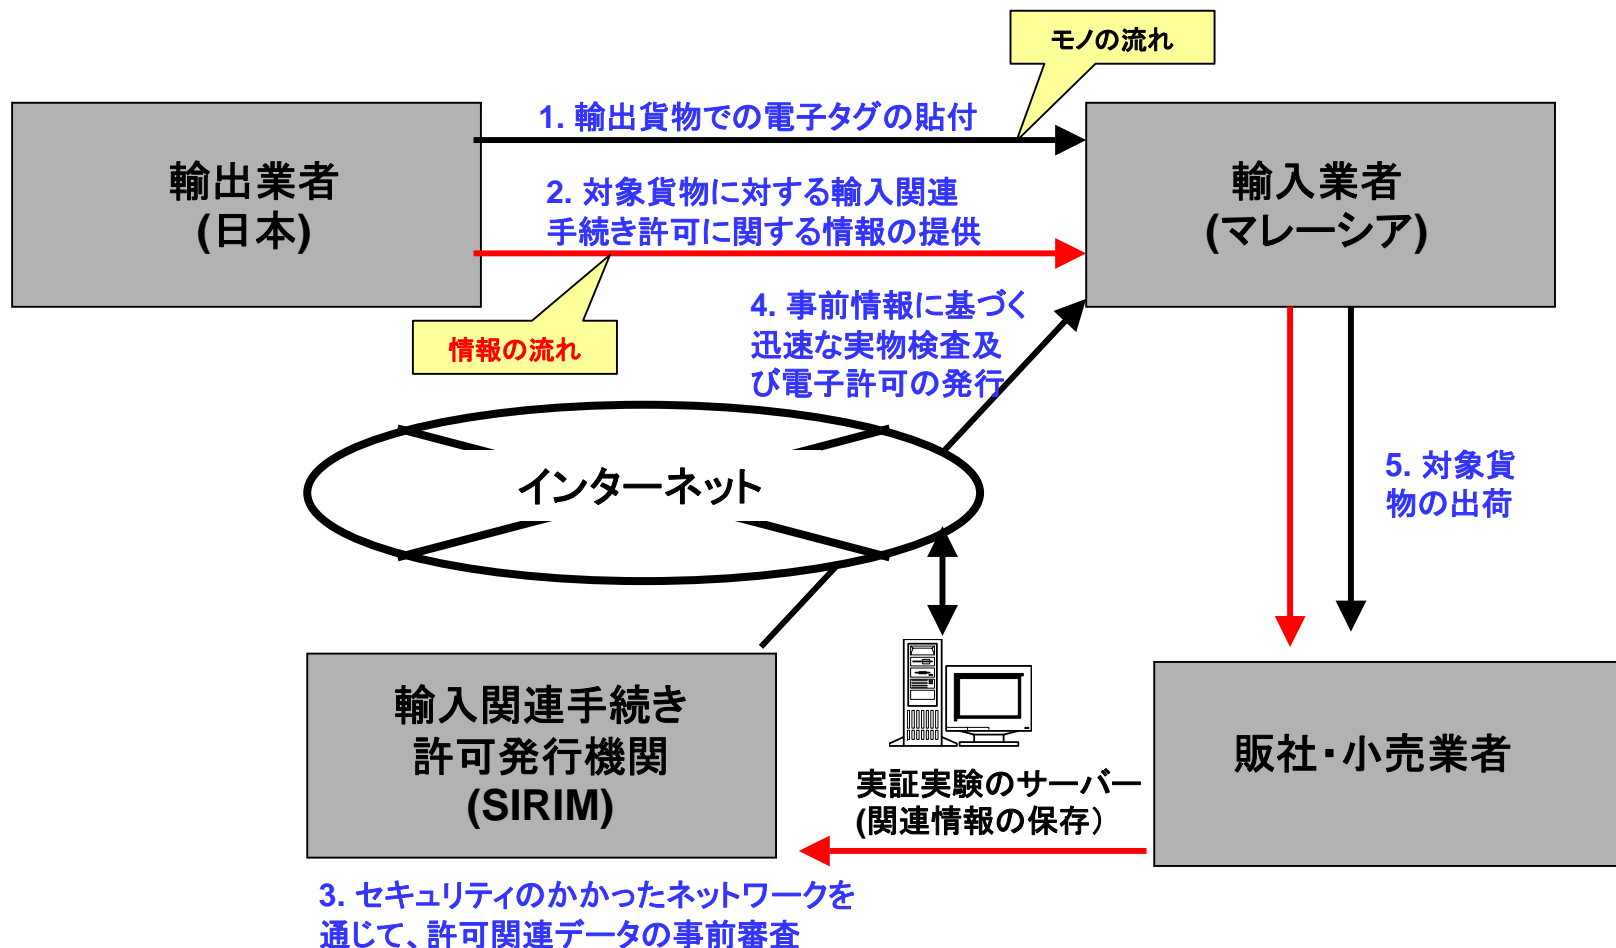 モノの流れ
1. 輸出貨物での電子タグの貼付
輸出業者
(日本)
2. 対象貨物に対する輸入関連
手続き許可に関する情報の提供
輸入業者
(マレーシア)
情報の流れ
4. 事前情報に基づく
迅速な実物検査及
び電子許可の発行
インターネット
5. 対象貨
物の出荷
輸入関連手続き
許可発行機関
(SIRIM)
実証実験のサーバー
(関連情報の保存）
販社・小売業者
3. セキュリティのかかったネットワークを
通じて、許可関連データの事前審査